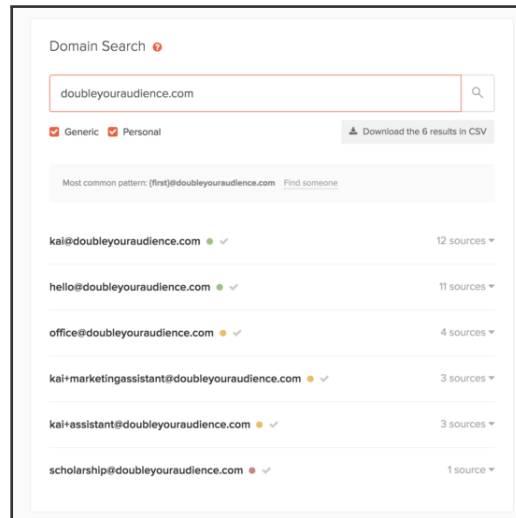 Domain Search ?
doubleyouraudience.com
Generic Personal Download the 6 results in CSV
Most common pattern: {first}@doubleyouraudience.com Find someone
kai@doubleyouraudience.com 12 sources
hello@doubleyouraudience.com 11 sources
office@doubleyouraudience.com 4 sources
kai+marketingassistant@doubleyouraudience.com 3 sources
kai+assistant@doubleyouraudience.com 3 sources
scholarship@doubleyouraudience.com 1 source